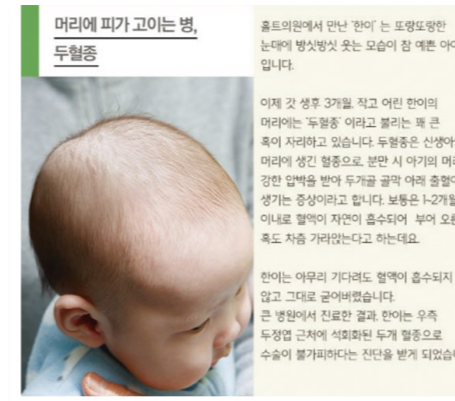 머리에 피가 고이는 병,
두혈종
홀트의원에서 만난 '한이' 는 또랑또랑한
눈매에 방싯방싯 웃는 모습이 참 예쁜 아이
입니다.
이제 갓 생후 3개월. 작고 어린 한이의
머리에는 '두혈종' 이라고 불리는 꽤 큰
혹이 자리하고 있습니다. 두혈종은 신생아
머리에 생긴 혈종으로, 분만 시 아기의 머리
강한 압박을 받아 두개골 골막 아래 출혈이
생기는 증상이라고 합니다. 보통은 1~2개월
이내로 혈액이 자연이 흡수되어 부어 오른
혹도 차츰 가라앉는다고 하는데요.
한이는 아무리 기다려도 혈액이 흡수되지
않고 그대로 굳어버렸습니다.
큰 병원에서 진료한 결과, 한이는 우측
두정엽 근처에 석회화된 두개 혈종으로
수술이 불가피하다는 진단을 받게 되었습